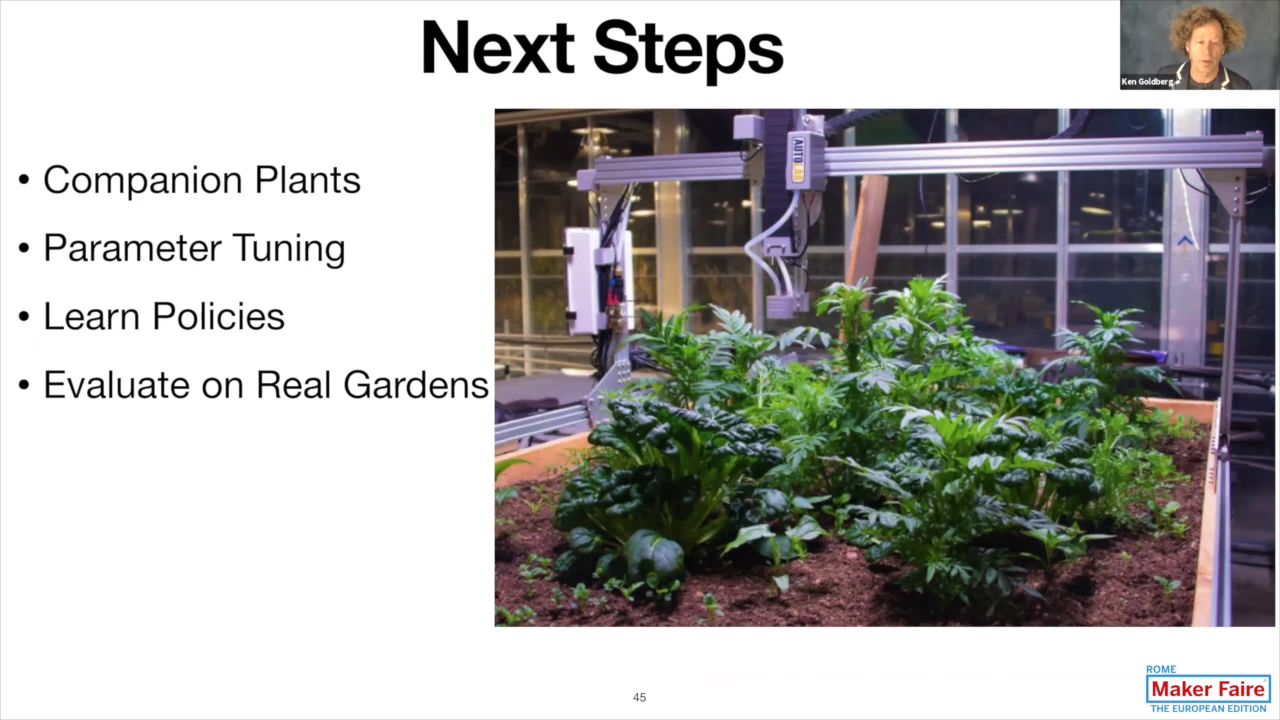 Next Steps
Ken Goldberg
• Companion Plants
• Parameter Tuning
• Learn Policies
• Evaluate on Real Gardens
AUTOLAB
45
ROME
Maker Faire
THE EUROPEAN EDITION